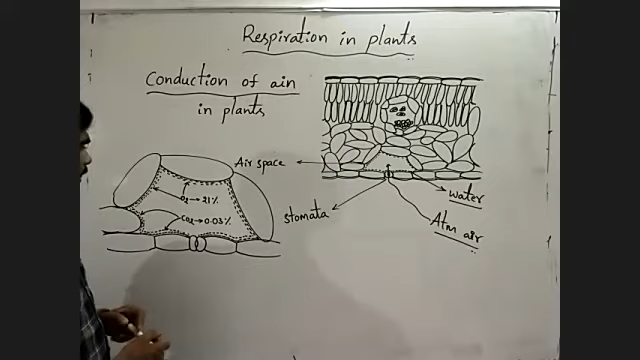 Respiration in plants
Conduction of air
in plants
Air space
O2→21%
CO2→0.03%
stomata
water
Atm air